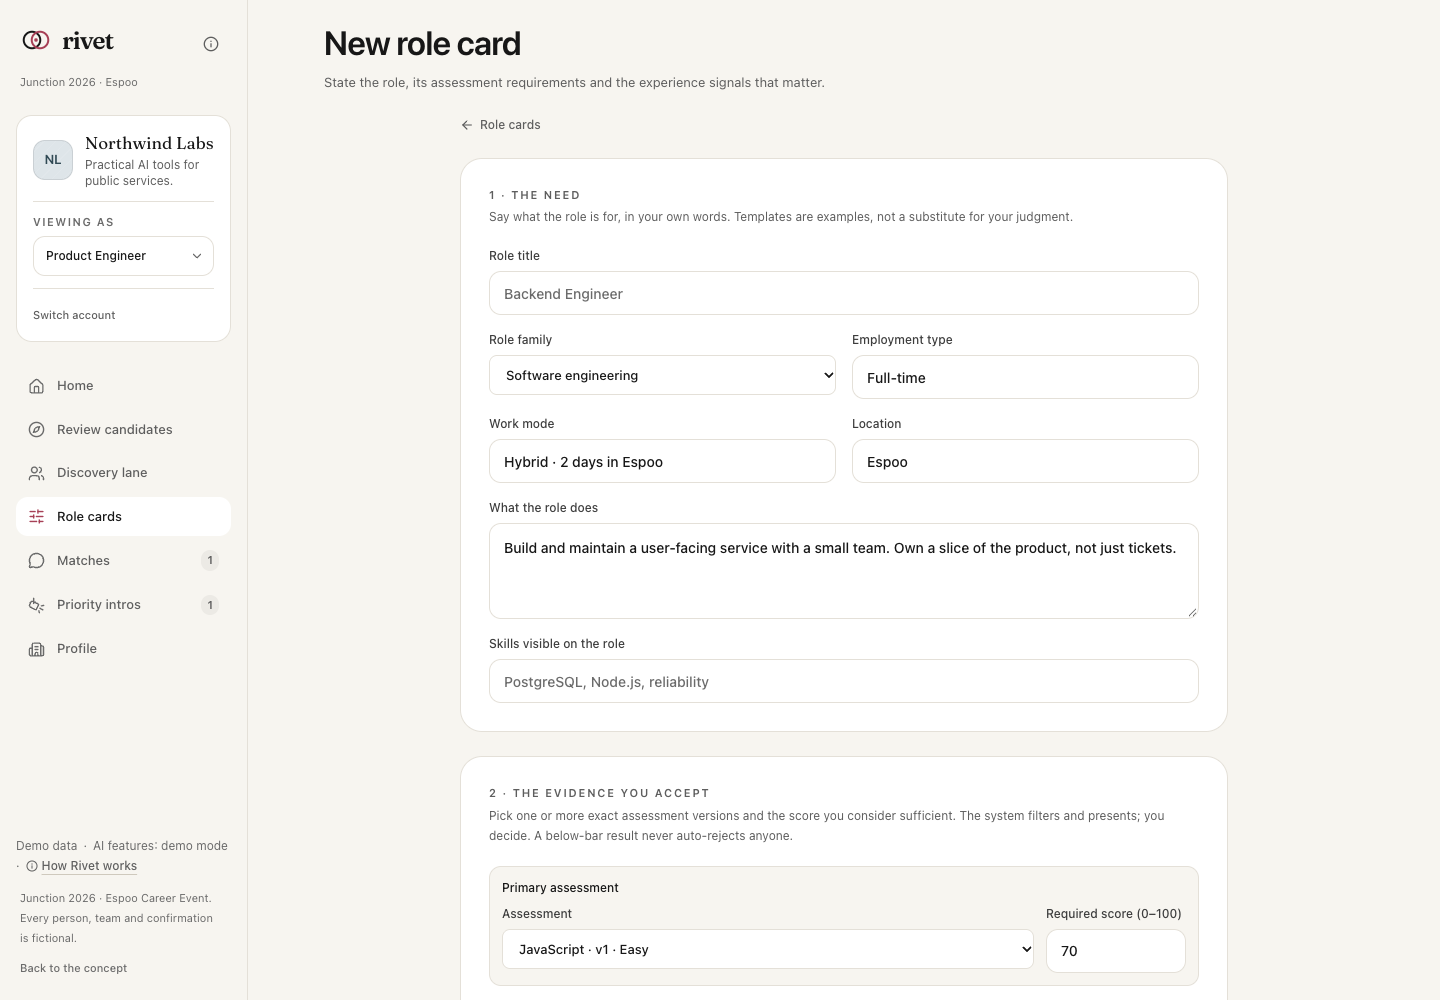 rivet
Junction 2026 · Espoo
NL
Northwind Labs
Practical AI tools for
public services.
VIEWING AS
Product Engineer
Switch account
Home
Review candidates
Discovery lane
Role cards
Matches 1
Priority intros 1
Profile
Demo data · AI features: demo mode
· How Rivet works
Junction 2026 · Espoo Career Event.
Every person, team and confirmation
is fictional.
Back to the concept
New role card
State the role, its assessment requirements and the experience signals that matter.
← Role cards
1 · THE NEED
Say what the role is for, in your own words. Templates are examples, not a substitute for your judgment.
Role title
Backend Engineer
Role family Employment type
Software engineering Full-time
Work mode Location
Hybrid · 2 days in Espoo Espoo
What the role does
Build and maintain a user-facing service with a small team. Own a slice of the product, not just tickets.
Skills visible on the role
PostgreSQL, Node.js, reliability
2 · THE EVIDENCE YOU ACCEPT
Pick one or more exact assessment versions and the score you consider sufficient. The system filters and presents; you
decide. A below-bar result never auto-rejects anyone.
Primary assessment
Assessment Required score (0–100)
JavaScript · v1 · Easy 70